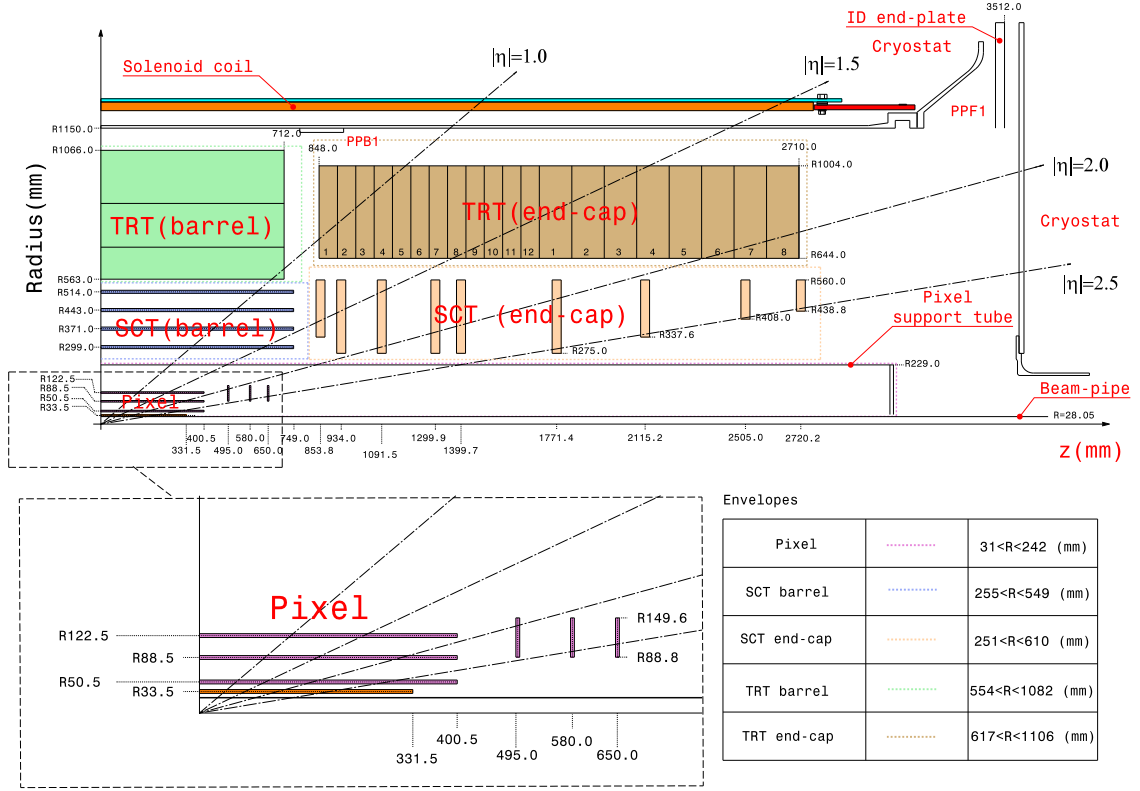 3512.0
ID end-plate
Cryostat
|η|=1.0
|η|=1.5
Solenoid coil
PPF1
R1150.0
712.0
PPB1
R1066.0
848.0
2710.0
R1004.0
|η|=2.0
Radius(mm)
TRT(barrel)
TRT(end-cap)
Cryostat
1 2 3 4 5 6 7 8 9 10 11 12 1 2 3 4 5 6 7 8
R644.0
R563.0
R560.0
|η|=2.5
R514.0
R443.0
R438.8
Pixel
support tube
SCT(barrel)
SCT (end-cap)
R408.0
R371.0
R337.6
R299.0
R275.0
R229.0
R122.5
R88.5
R50.5
R33.5
Pixel
Beam-pipe
R=28.05
400.5 580.0 749.0 934.0 1299.9 1771.4 2115.2 2505.0 2720.2
331.5 495.0 650.0 853.8 1091.5 1399.7
z(mm)
Envelopes
Pixel 31<R<242 (mm)
SCT barrel 255<R<549 (mm)
SCT end-cap 251<R<610 (mm)
TRT barrel 554<R<1082 (mm)
TRT end-cap 617<R<1106 (mm)
Pixel
R149.6
R122.5
R88.5
R88.8
R50.5
R33.5
400.5
495.0
580.0
650.0
331.5